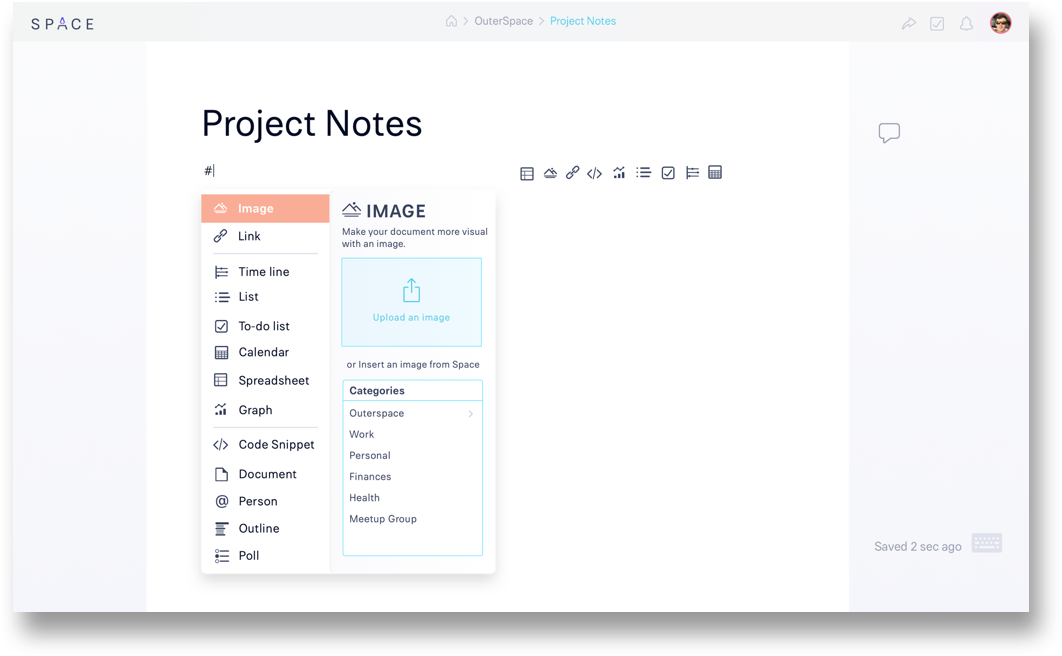 SPACE
OuterSpace > Project Notes
Project Notes
#
Image
Link
Time line
List
To-do list
Calendar
Spreadsheet
Graph
Code Snippet
Document
@ Person
Outline
Poll
IMAGE
Make your document more visual
with an image.
Upload an image
or Insert an image from Space
Categories
Outerspace
Work
Personal
Finances
Health
Meetup Group
Saved 2 sec ago